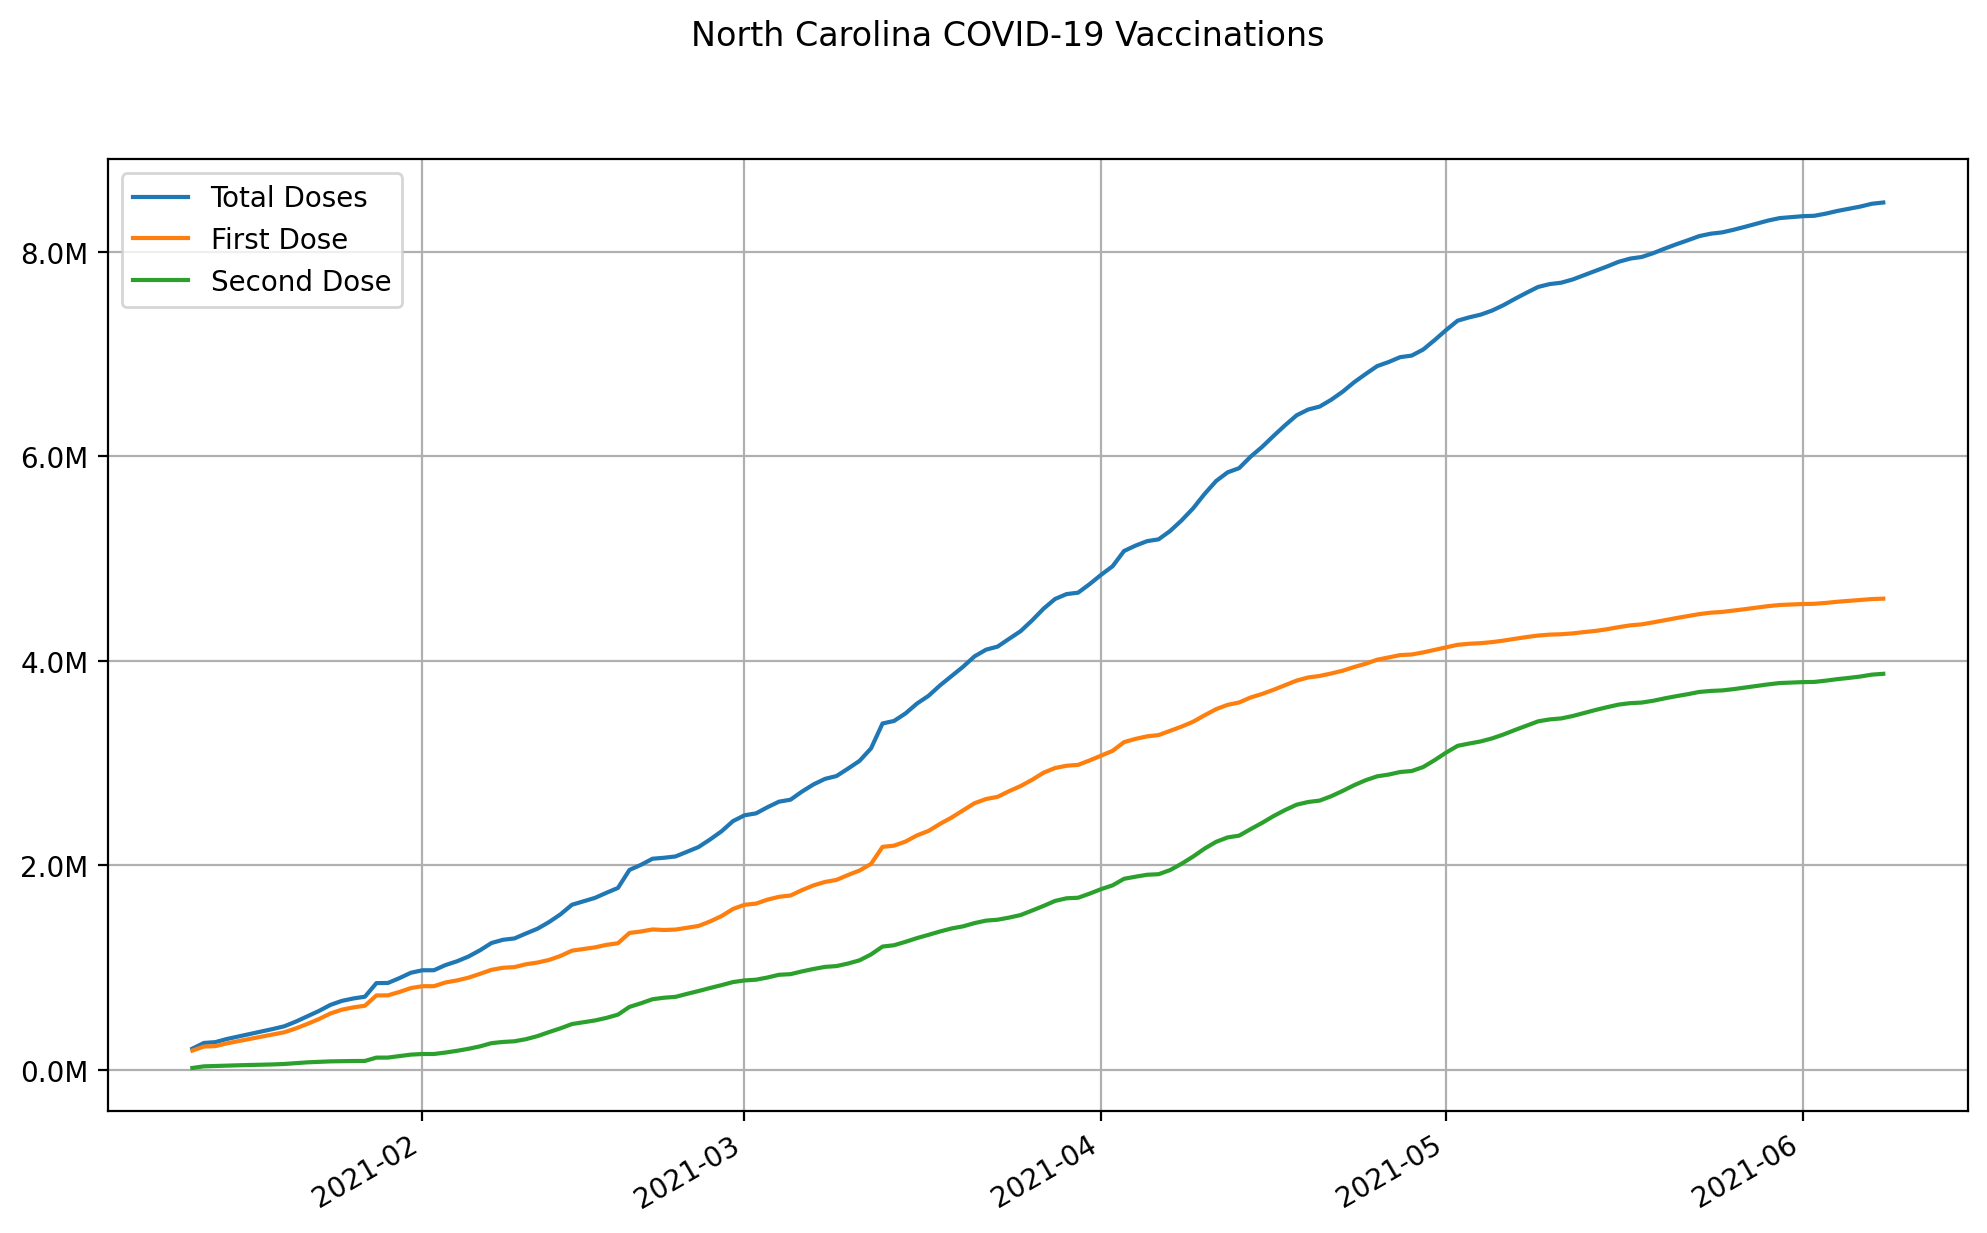 North Carolina COVID-19 Vaccinations
Total Doses
First Dose
Second Dose
8.0M
6.0M
4.0M
2.0M
0.0M
2021-02
2021-03
2021-04
2021-05
2021-06